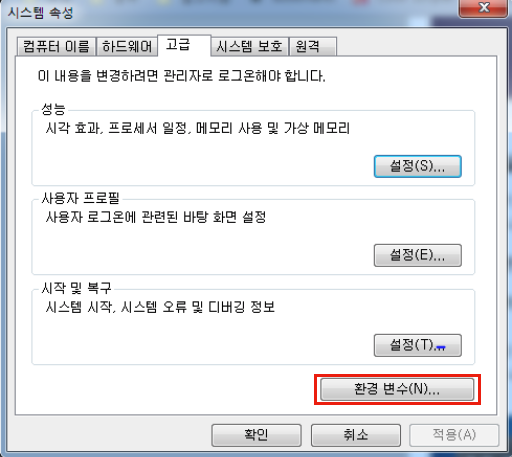 시스템 속성
컴퓨터 이름
하드웨어
고급
시스템 보호
원격
이 내용을 변경하려면 관리자로 로그온해야 합니다.
성능
시각 효과, 프로세서 일정, 메모리 사용 및 가상 메모리
설정(S)...
사용자 프로필
사용자 로그온에 관련된 바탕 화면 설정
설정(E)...
시작 및 복구
시스템 시작, 시스템 오류 및 디버깅 정보
설정(T)...
환경 변수(N)...
확인
취소
적용(A)